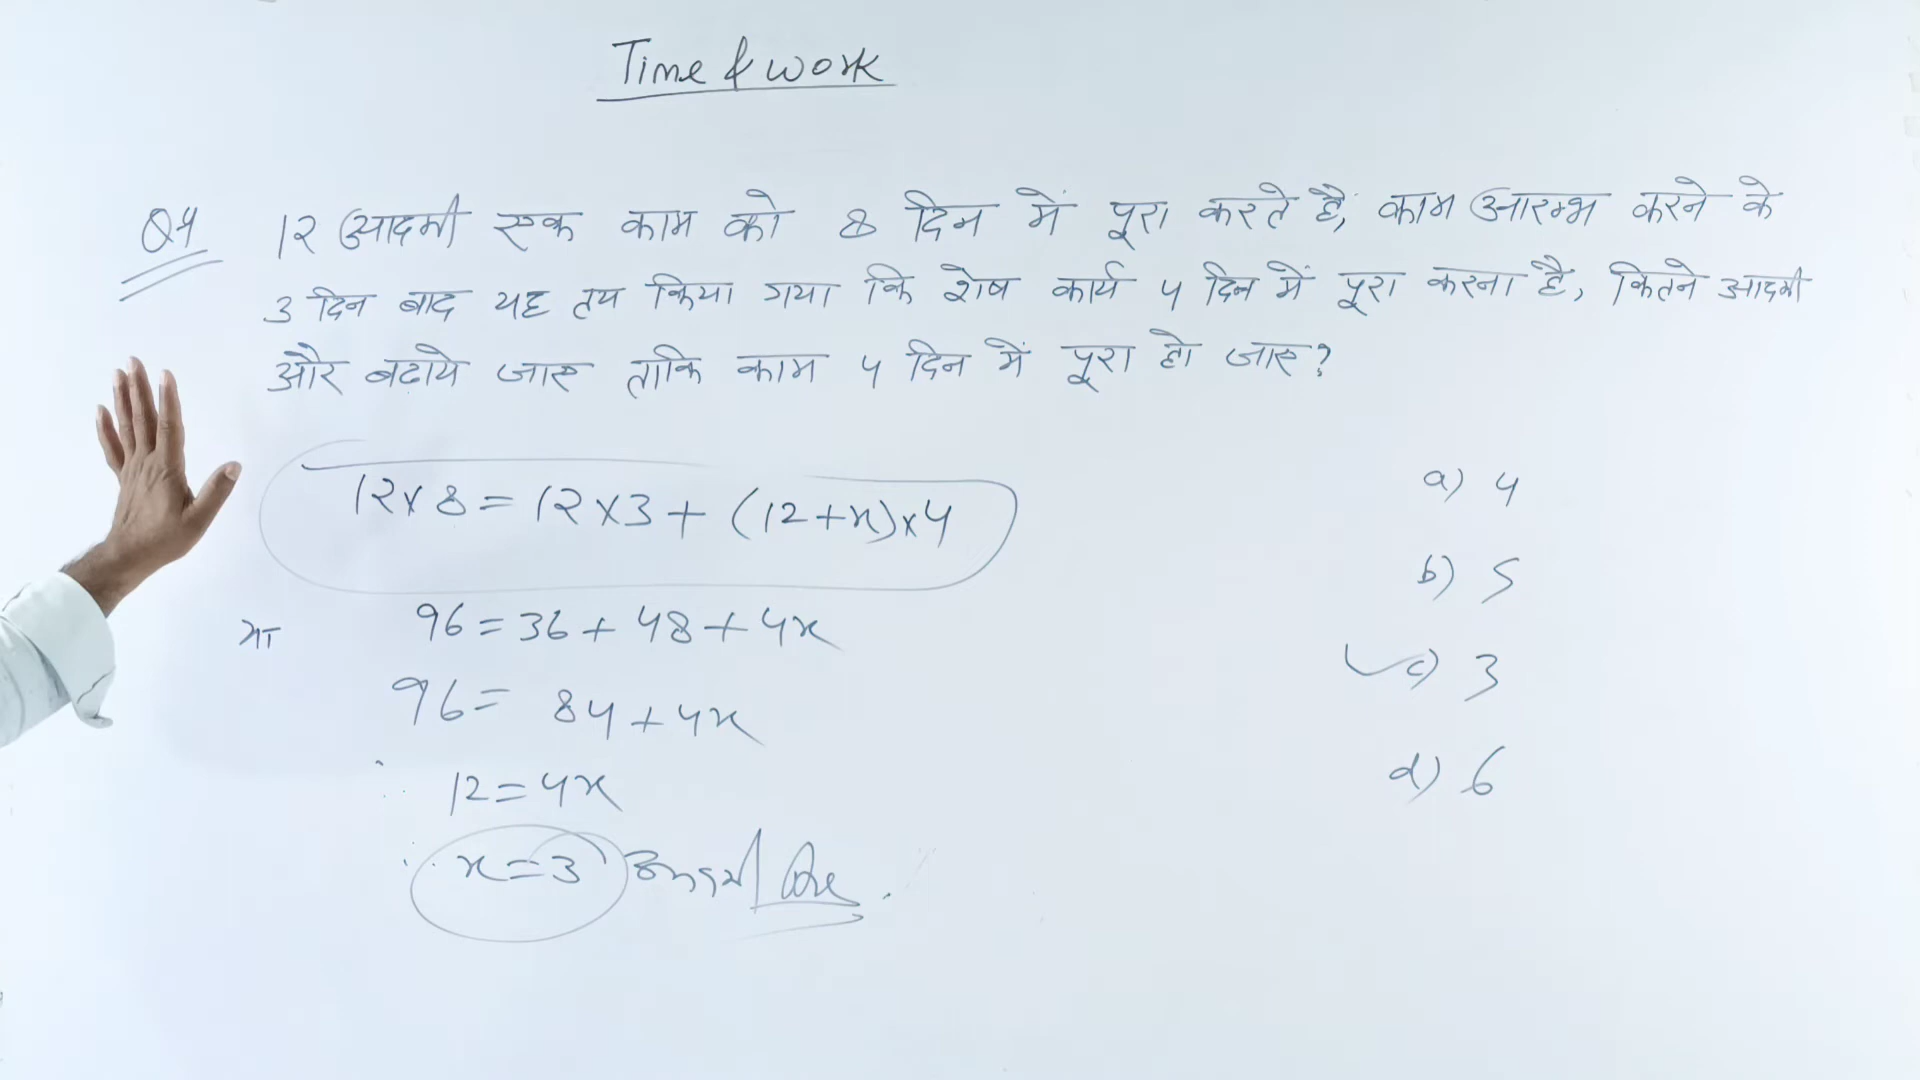 Time & work
Q4 12 आदमी एक काम को 8 दिन में पूरा करते है, काम आरम्भ करने के
3 दिन बाद यह तय किया गया कि शेष कार्य 4 दिन में पूरा करना है, कितने आदमी
और बढाये जाए ताकि काम 4 दिन में पूरा हो जाए?
12×8=12×3+(12+x)×4
या 96=36+48+4x
96= 84+4x
12=4x
x=3
a) 4
b) 5
c) 3
d) 6